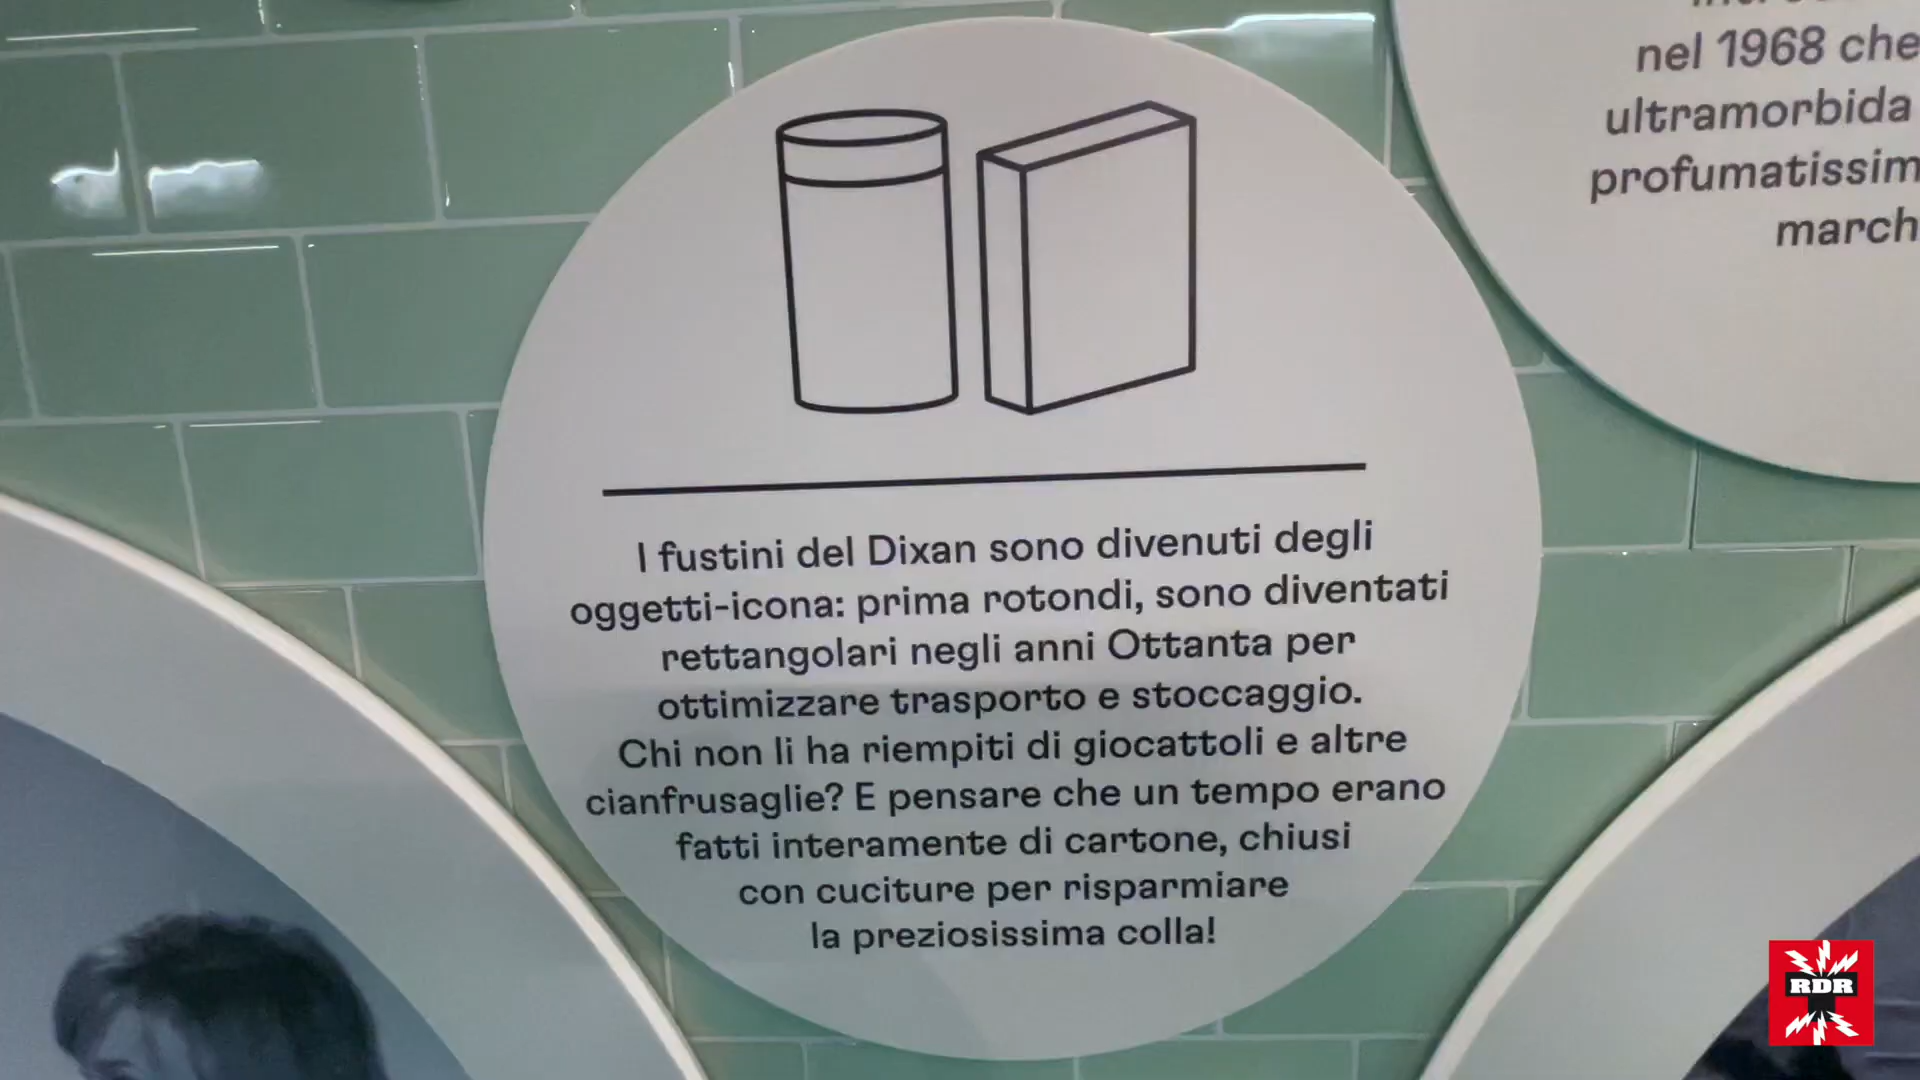 I fustini del Dixan sono divenuti degli
oggetti-icona: prima rotondi, sono diventati
rettangolari negli anni Ottanta per
ottimizzare trasporto e stoccaggio.
Chi non li ha riempiti di giocattoli e altre
cianfrusaglie? E pensare che un tempo erano
fatti interamente di cartone, chiusi
con cuciture per risparmiare
la preziosissima colla!
nel 1968 che
ultramorbida
profumatissim
march
RDR